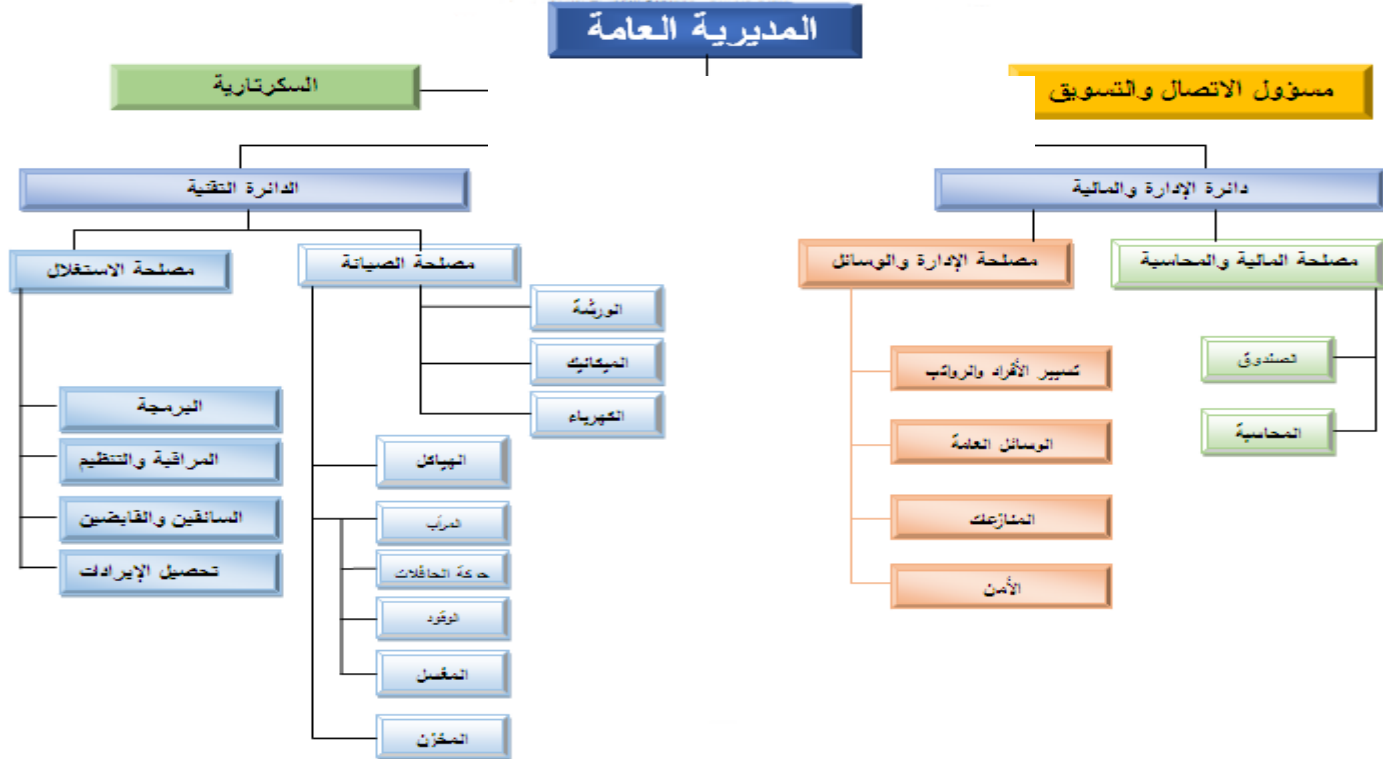 المديرية العامة
مسؤول الاتصال والتسويق
السكرتارية
دائرة الإدارة والمالية
الدائرة التقنية
مصلحة المالية والمحاسبة
مصلحة الإدارة والوسائل
مصلحة الصيانة
مصلحة الاستغلال
الصندوق
المحاسبة
تسيير الأفراد والرواتب
الوسائل العامة
المنازعك
الأمن
الورشة
الميكانيك
الكهرباء
الهياكل
المرآب
حركة الحافلات
الوقود
المغسل
المخزن
البرمجة
المراقبة والتنظيم
السائقين والقابضين
تحصيل الإيرادات